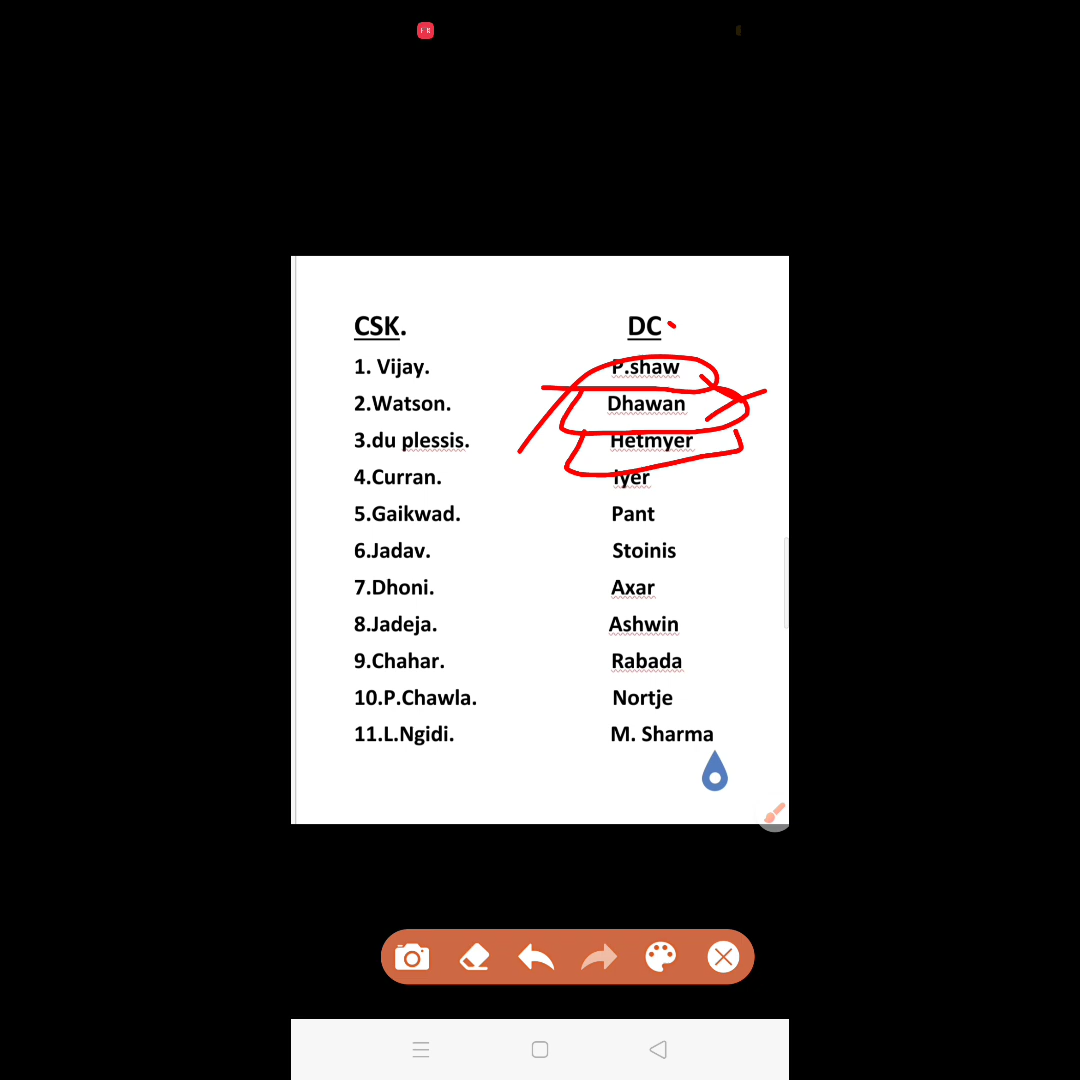 CSK. DC
1. Vijay. P.shaw
2.Watson. Dhawan
3.du plessis. Hetmyer
4.Curran. Iyer
5.Gaikwad. Pant
6.Jadav. Stoinis
7.Dhoni. Axar
8.Jadeja. Ashwin
9.Chahar. Rabada
10.P.Chawla. Nortje
11.L.Ngidi. M. Sharma